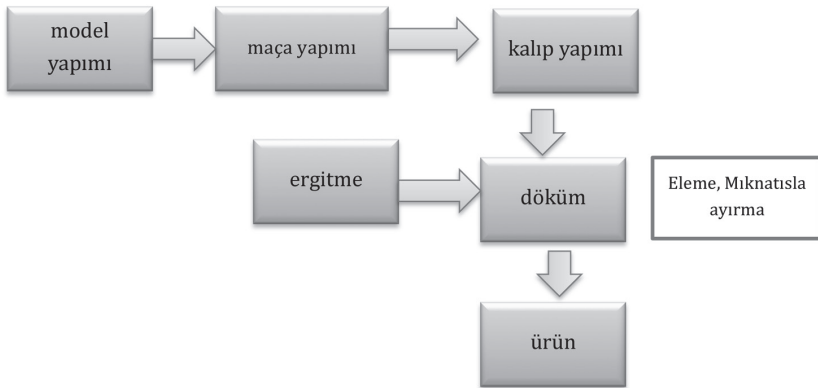 model
yapımı
maça yapımı
kalıp yapımı
ergitme
döküm
Eleme, Mıknatısla
ayırma
ürün